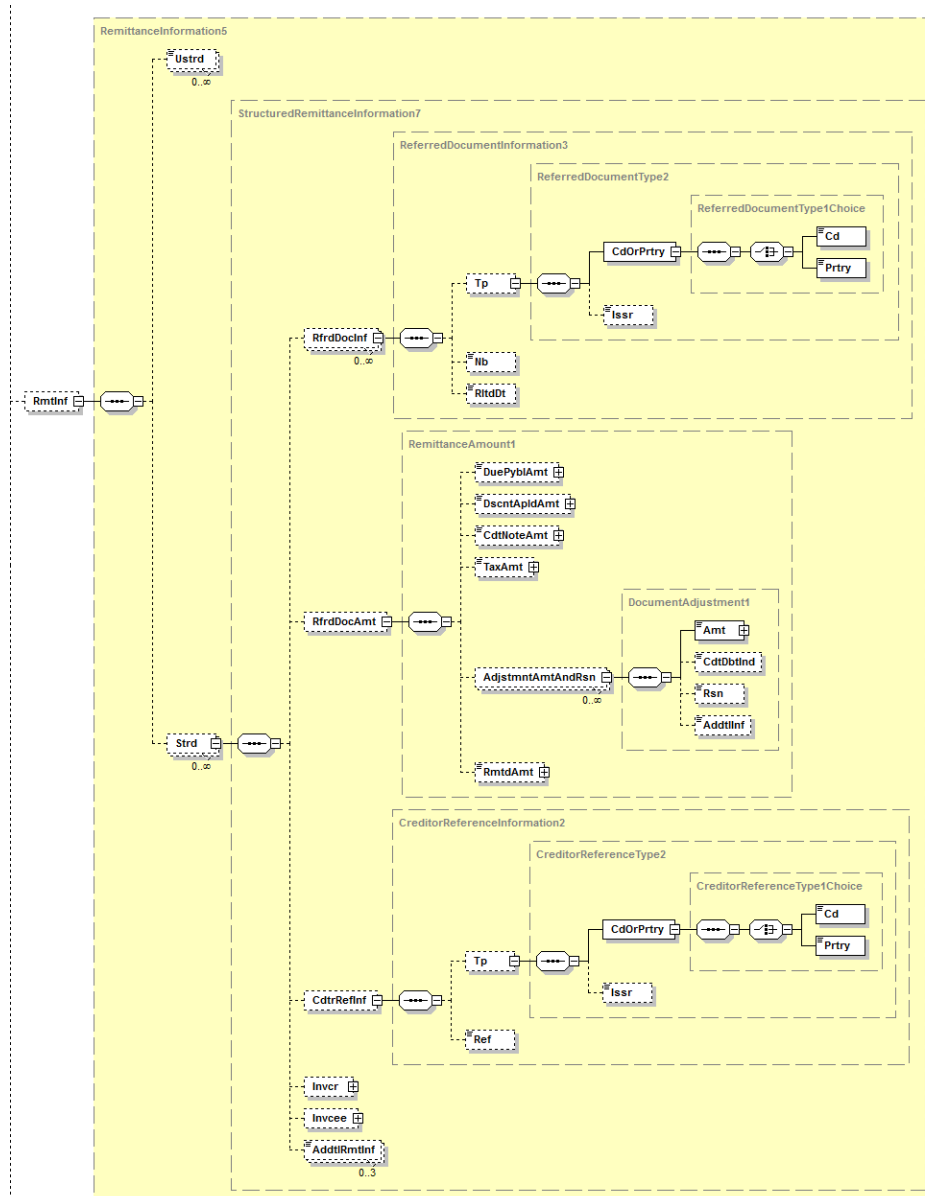 RemittanceInformation5
Ustrd
0..∞
StructuredRemittanceInformation7
ReferredDocumentInformation3
ReferredDocumentType2
ReferredDocumentType1Choice
Cd
CdOrPrtry
Prtry
Tp
Issr
RfrdDocInf
0..∞
Nb
RltdDt
RmtInf
RemittanceAmount1
DuePyblAmt
DscntApldAmt
CdtNoteAmt
TaxAmt
DocumentAdjustment1
RfrdDocAmt
Amt
CdtDbtInd
AdjstmntAmtAndRsn
0..∞
Rsn
AddtlInf
Strd
0..∞
RmtdAmt
CreditorReferenceInformation2
CreditorReferenceType2
CreditorReferenceType1Choice
Cd
CdOrPrtry
Prtry
Tp
Issr
CdtrRefInf
Ref
Invcr
Invcee
AddtlRmtInf
0..3